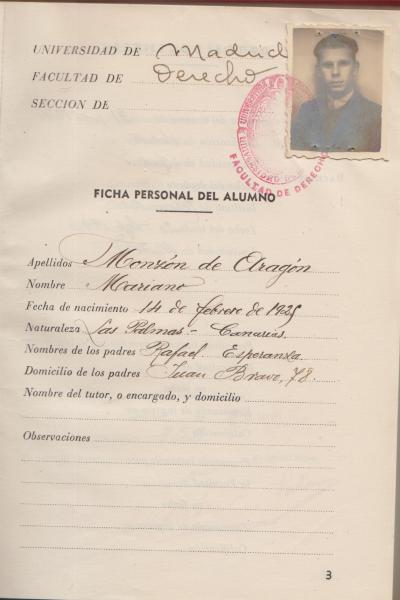 UNIVERSIDAD DE Madrid
FACULTAD DE Derecho
SECCION DE
FACULTAD DE DERECHO
FICHA PERSONAL DEL ALUMNO
Apellidos Monzón de Aragón
Nombre Mariano
Fecha de nacimiento 14 de febrero de 1925
Naturaleza Las Palmas - Canarias.
Nombres de los padres Rafael Esperanza
Domicilio de los padres Juan Bravo, 78.
Nombre del tutor, o encargado, y domicilio
Observaciones
3